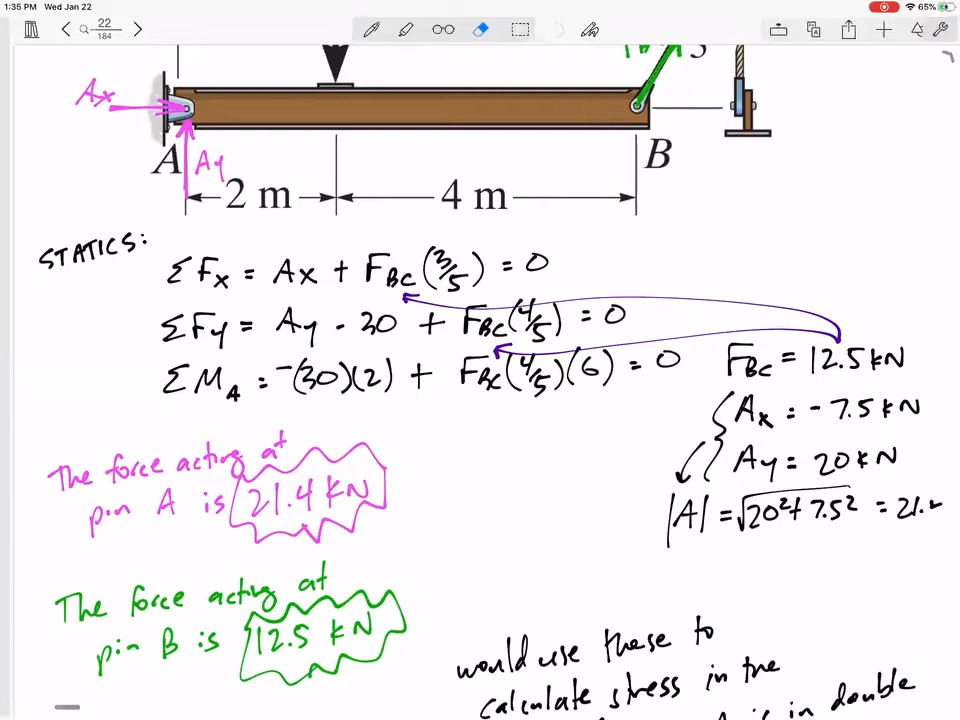 1:35 PM Wed Jan 22
65%
22
184
5
Ax
A
Ay
B
2 m
4 m
STATICS:
ΣFx = Ax + FBC(3/5) = 0
ΣFy = Ay - 30 + FBC(4/5) = 0
ΣMA = -(30)(2) + FBC(4/5)(6) = 0
FBC = 12.5 kN
Ax = -7.5 kN
Ay = 20 kN
|A| = √20² + 7.5² = 21.4
The force acting at
pin A is 21.4 kN
The force acting at
pin B is 12.5 kN
would use these to
calculate stress in the
is in double